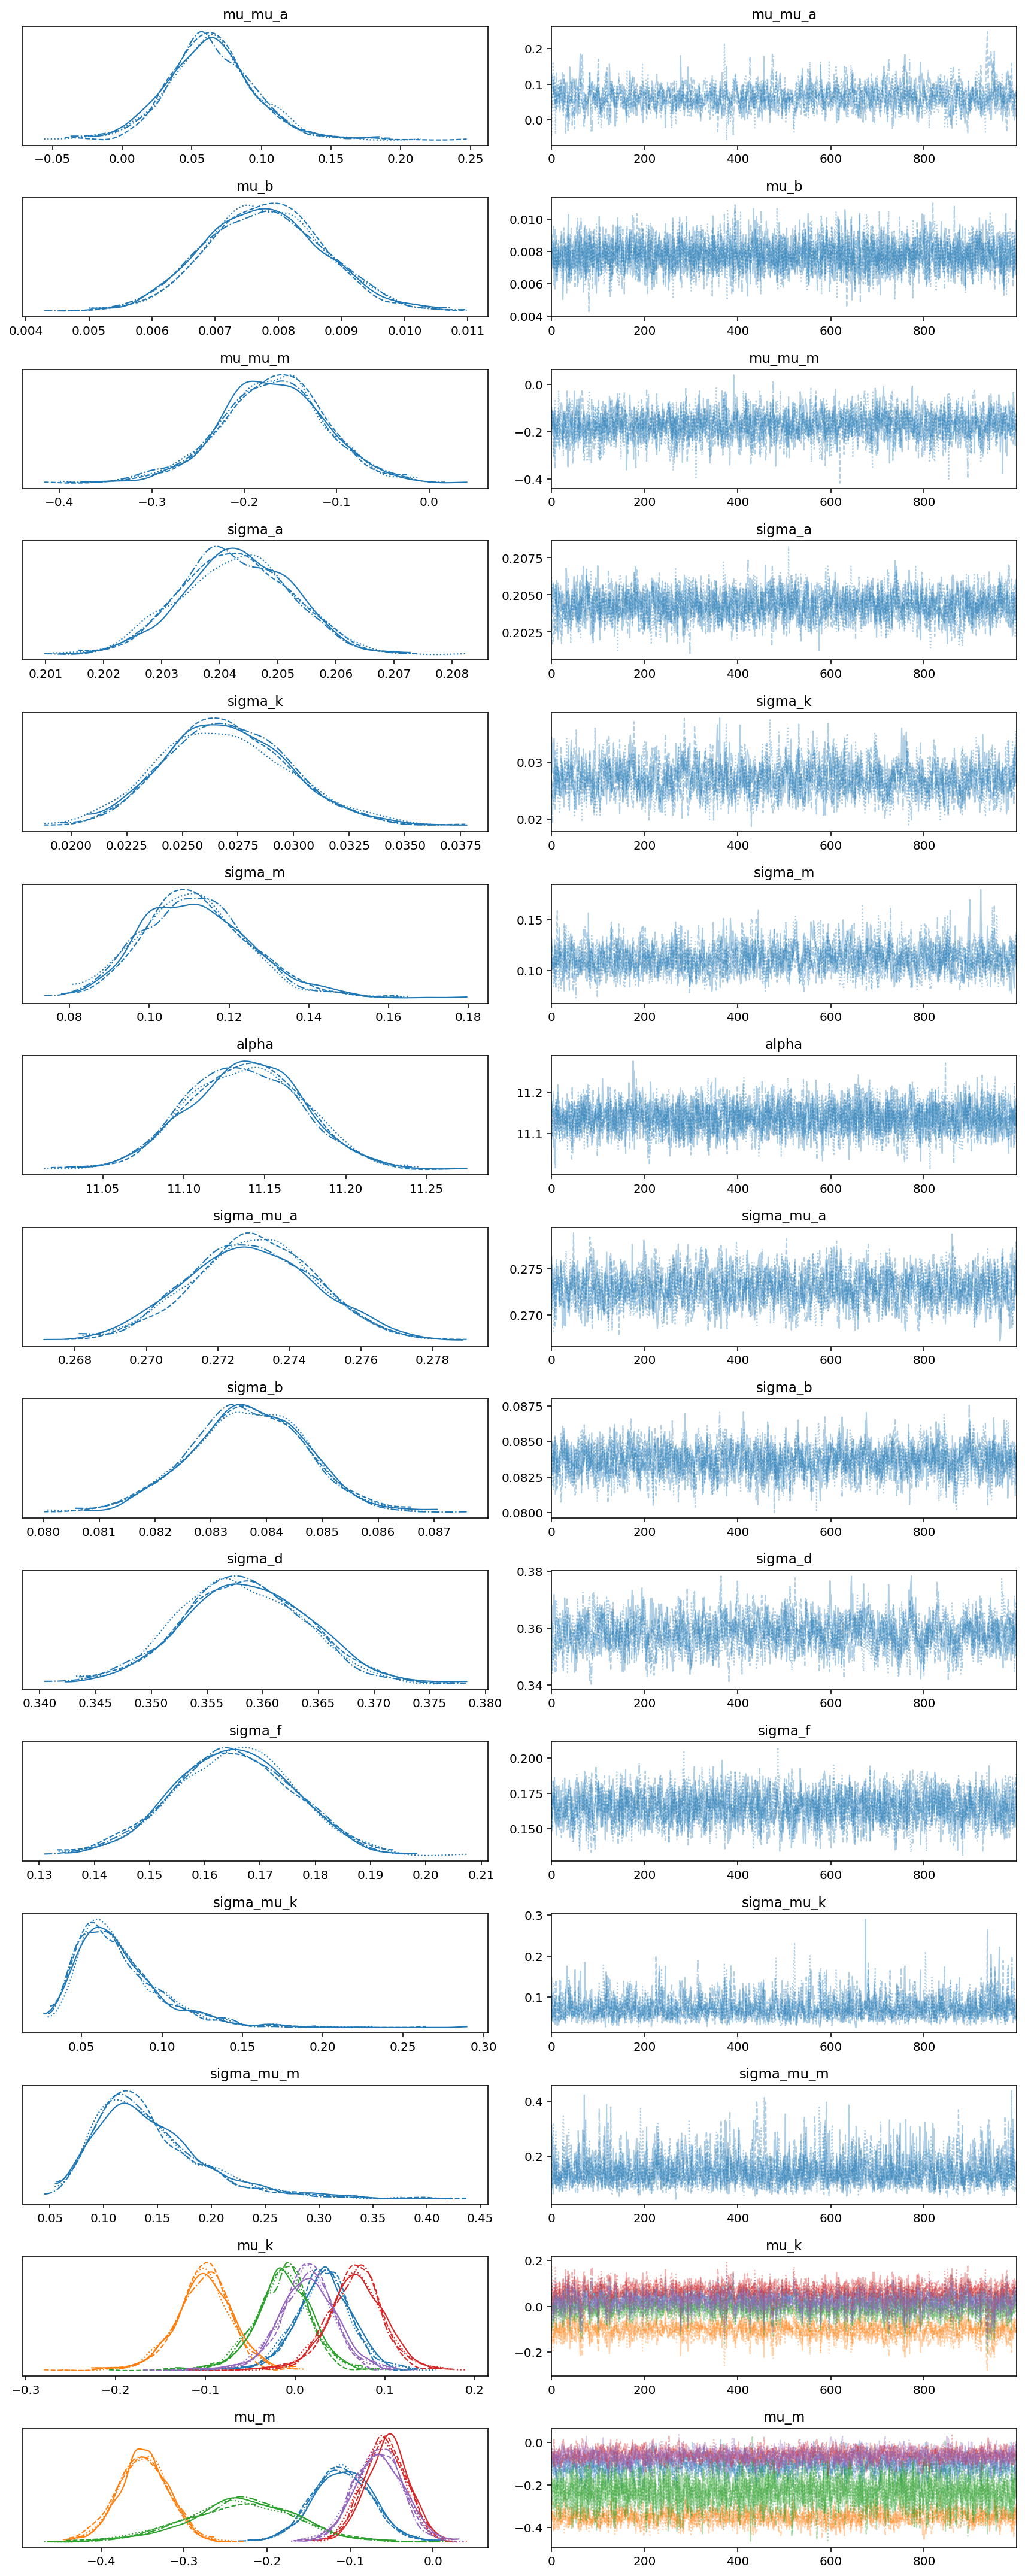 mu_mu_a mu_mu_a
0.2
0.1
0.0
−0.05 0.00 0.05 0.10 0.15 0.20 0.25 0 200 400 600 800
mu_b mu_b
0.010
0.008
0.006
0.004
0.004 0.005 0.006 0.007 0.008 0.009 0.010 0.011 0 200 400 600 800
mu_mu_m mu_mu_m
0.0
−0.2
−0.4
−0.4 −0.3 −0.2 −0.1 0.0 0 200 400 600 800
sigma_a sigma_a
0.2075
0.2050
0.2025
0.201 0.202 0.203 0.204 0.205 0.206 0.207 0.208 0 200 400 600 800
sigma_k sigma_k
0.03
0.02
0.0200 0.0225 0.0250 0.0275 0.0300 0.0325 0.0350 0.0375 0 200 400 600 800
sigma_m sigma_m
0.15
0.10
0.08 0.10 0.12 0.14 0.16 0.18 0 200 400 600 800
alpha alpha
11.2
11.1
11.05 11.10 11.15 11.20 11.25 0 200 400 600 800
sigma_mu_a sigma_mu_a
0.275
0.270
0.268 0.270 0.272 0.274 0.276 0.278 0 200 400 600 800
sigma_b sigma_b
0.0875
0.0850
0.0825
0.0800
0.080 0.081 0.082 0.083 0.084 0.085 0.086 0.087 0 200 400 600 800
sigma_d sigma_d
0.38
0.36
0.34
0.340 0.345 0.350 0.355 0.360 0.365 0.370 0.375 0.380 0 200 400 600 800
sigma_f sigma_f
0.200
0.175
0.150
0.13 0.14 0.15 0.16 0.17 0.18 0.19 0.20 0.21 0 200 400 600 800
sigma_mu_k sigma_mu_k
0.3
0.2
0.1
0.05 0.10 0.15 0.20 0.25 0.30 0 200 400 600 800
sigma_mu_m sigma_mu_m
0.4
0.2
0.05 0.10 0.15 0.20 0.25 0.30 0.35 0.40 0.45 0 200 400 600 800
mu_k mu_k
0.2
0.0
−0.2
−0.3 −0.2 −0.1 0.0 0.1 0.2 0 200 400 600 800
mu_m mu_m
0.0
−0.2
−0.4
−0.4 −0.3 −0.2 −0.1 0.0 0 200 400 600 800